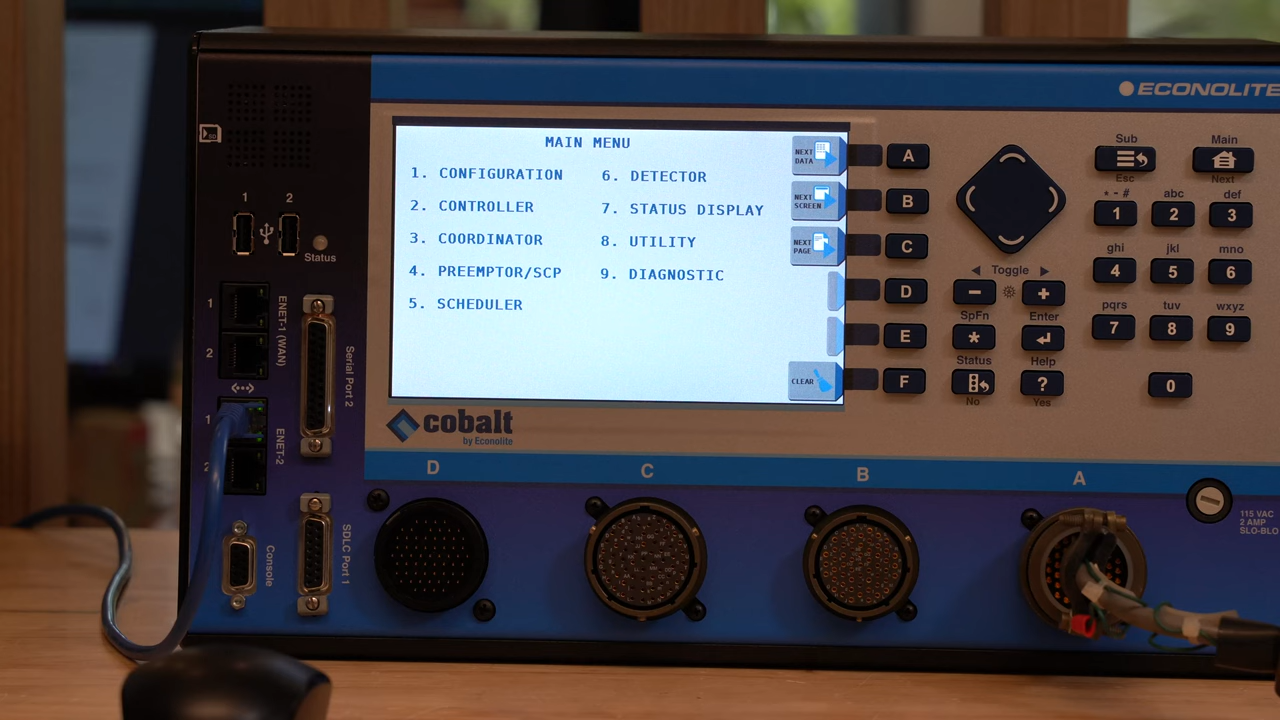 ECONOLITE
MAIN MENU
1. CONFIGURATION
2. CONTROLLER
3. COORDINATOR
4. PREEMPTOR/SCP
5. SCHEDULER
6. DETECTOR
7. STATUS DISPLAY
8. UTILITY
9. DIAGNOSTIC
NEXT
DATA
NEXT
SCREEN
NEXT
PAGE
CLEAR
A
B
C
D
E
F
Sub
Esc
Main
Next
* - #
1
abc
2
def
3
ghi
4
jkl
5
mno
6
pqrs
7
tuv
8
wxyz
9
0
Toggle
-
+
SpFn
*
Enter
Status
No
Help
?
Yes
cobalt
by Econolite
1
2
Status
1
2
ENET-1 (WAN)
1
2
ENET-2
Serial Port 2
Console
SDLC Port 1
D
C
B
A
115 VAC
2 AMP
SLO-BLO